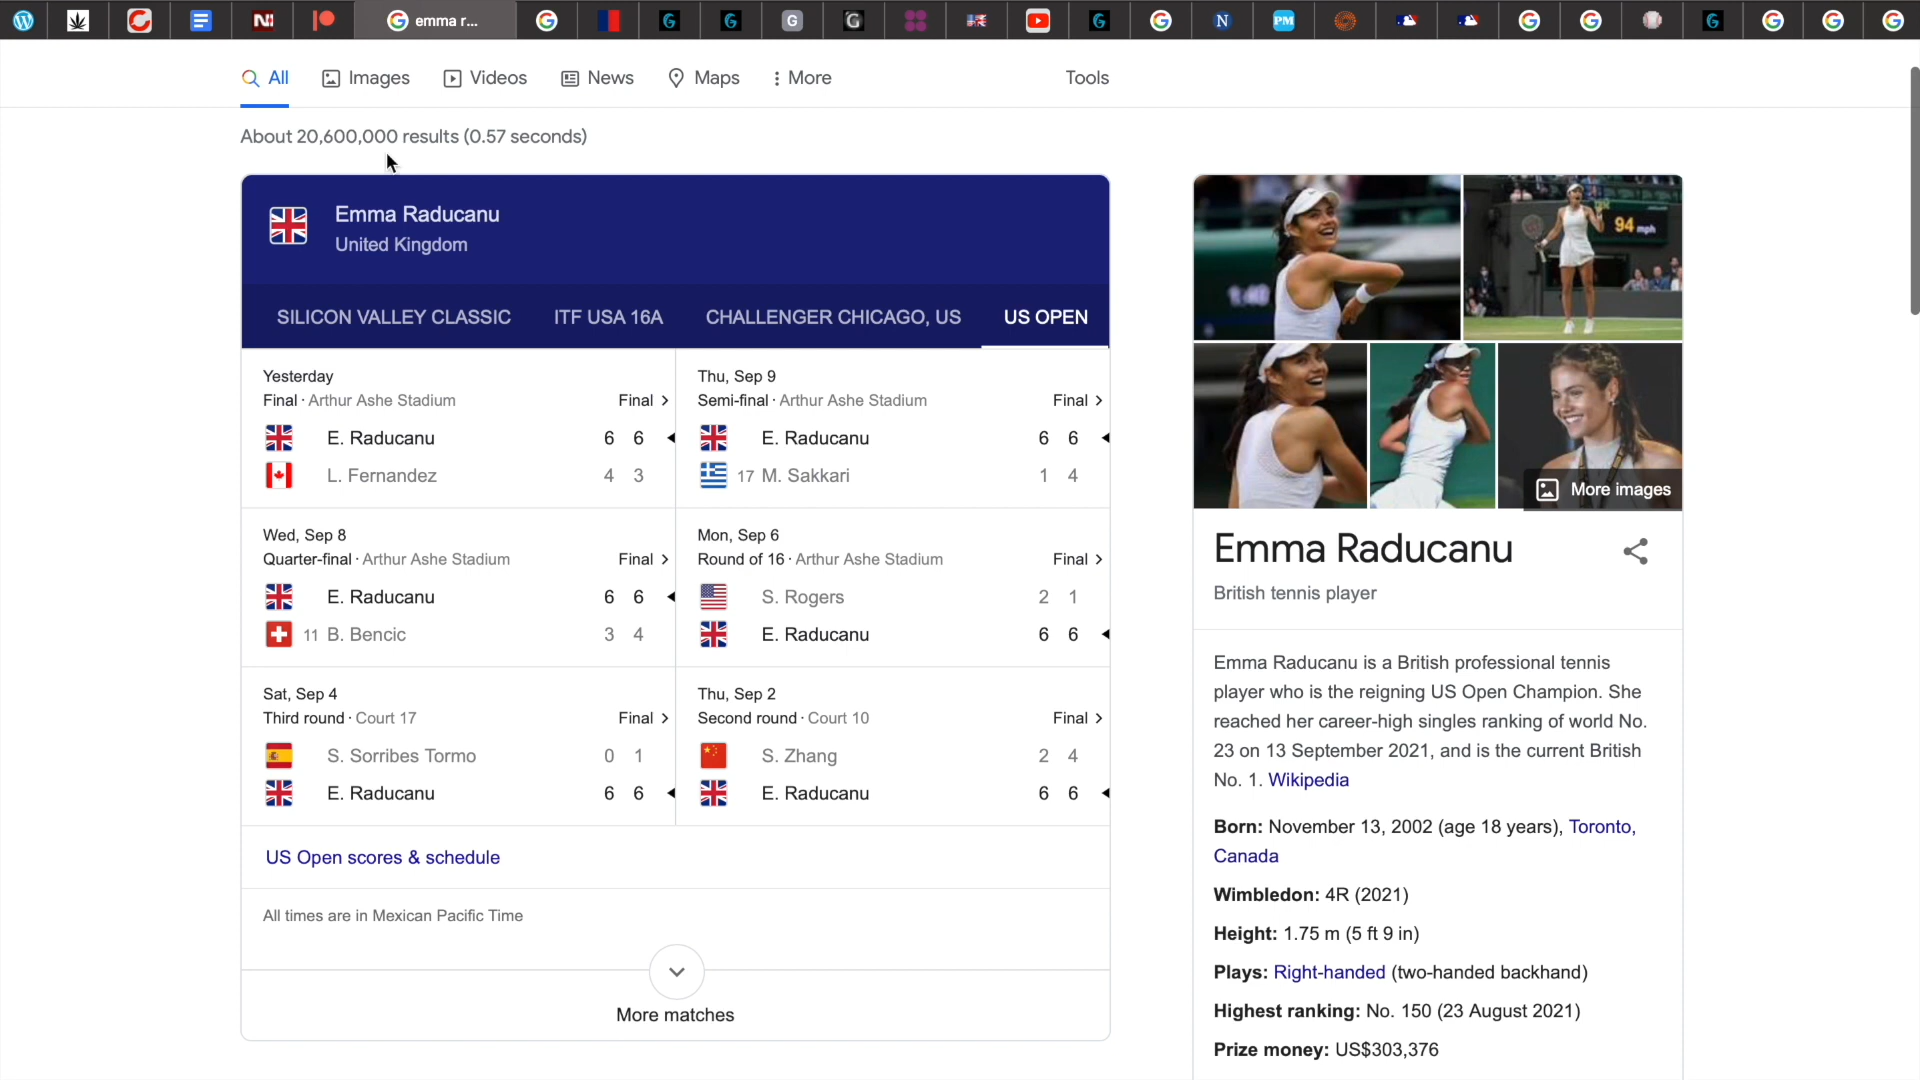 emma r...
All
Images
Videos
News
Maps
More
Tools
About 20,600,000 results (0.57 seconds)
Emma Raducanu
United Kingdom
SILICON VALLEY CLASSIC
ITF USA 16A
CHALLENGER CHICAGO, US
US OPEN
Yesterday
Final · Arthur Ashe Stadium
Final
E. Raducanu 6 6
L. Fernandez 4 3
Thu, Sep 9
Semi-final · Arthur Ashe Stadium
Final
E. Raducanu 6 6
17 M. Sakkari 1 4
Wed, Sep 8
Quarter-final · Arthur Ashe Stadium
Final
E. Raducanu 6 6
11 B. Bencic 3 4
Mon, Sep 6
Round of 16 · Arthur Ashe Stadium
Final
S. Rogers 2 1
E. Raducanu 6 6
Sat, Sep 4
Third round · Court 17
Final
S. Sorribes Tormo 0 1
E. Raducanu 6 6
Thu, Sep 2
Second round · Court 10
Final
S. Zhang 2 4
E. Raducanu 6 6
US Open scores & schedule
All times are in Mexican Pacific Time
More matches
94 mph
More images
Emma Raducanu
British tennis player
Emma Raducanu is a British professional tennis
player who is the reigning US Open Champion. She
reached her career-high singles ranking of world No.
23 on 13 September 2021, and is the current British
No. 1. Wikipedia
Born: November 13, 2002 (age 18 years), Toronto,
Canada
Wimbledon: 4R (2021)
Height: 1.75 m (5 ft 9 in)
Plays: Right-handed (two-handed backhand)
Highest ranking: No. 150 (23 August 2021)
Prize money: US$303,376